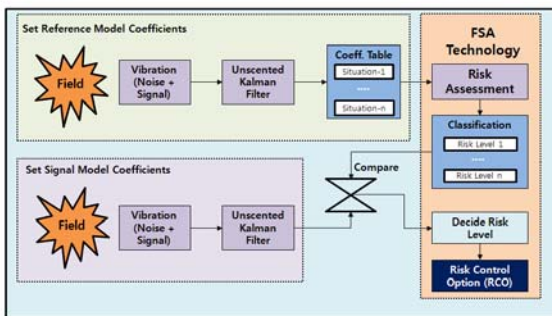 Set Reference Model Coefficients
Field
Vibration
(Noise +
Signal)
Unscented
Kalman
Filter
Coeff. Table
Situation-1
....
Situation-n
FSA
Technology
Risk
Assessment
Classification
Risk Level 1
....
Risk Level n
Set Signal Model Coefficients
Field
Vibration
(Noise +
Signal)
Unscented
Kalman
Filter
Compare
Decide Risk
Level
Risk Control
Option (RCO)